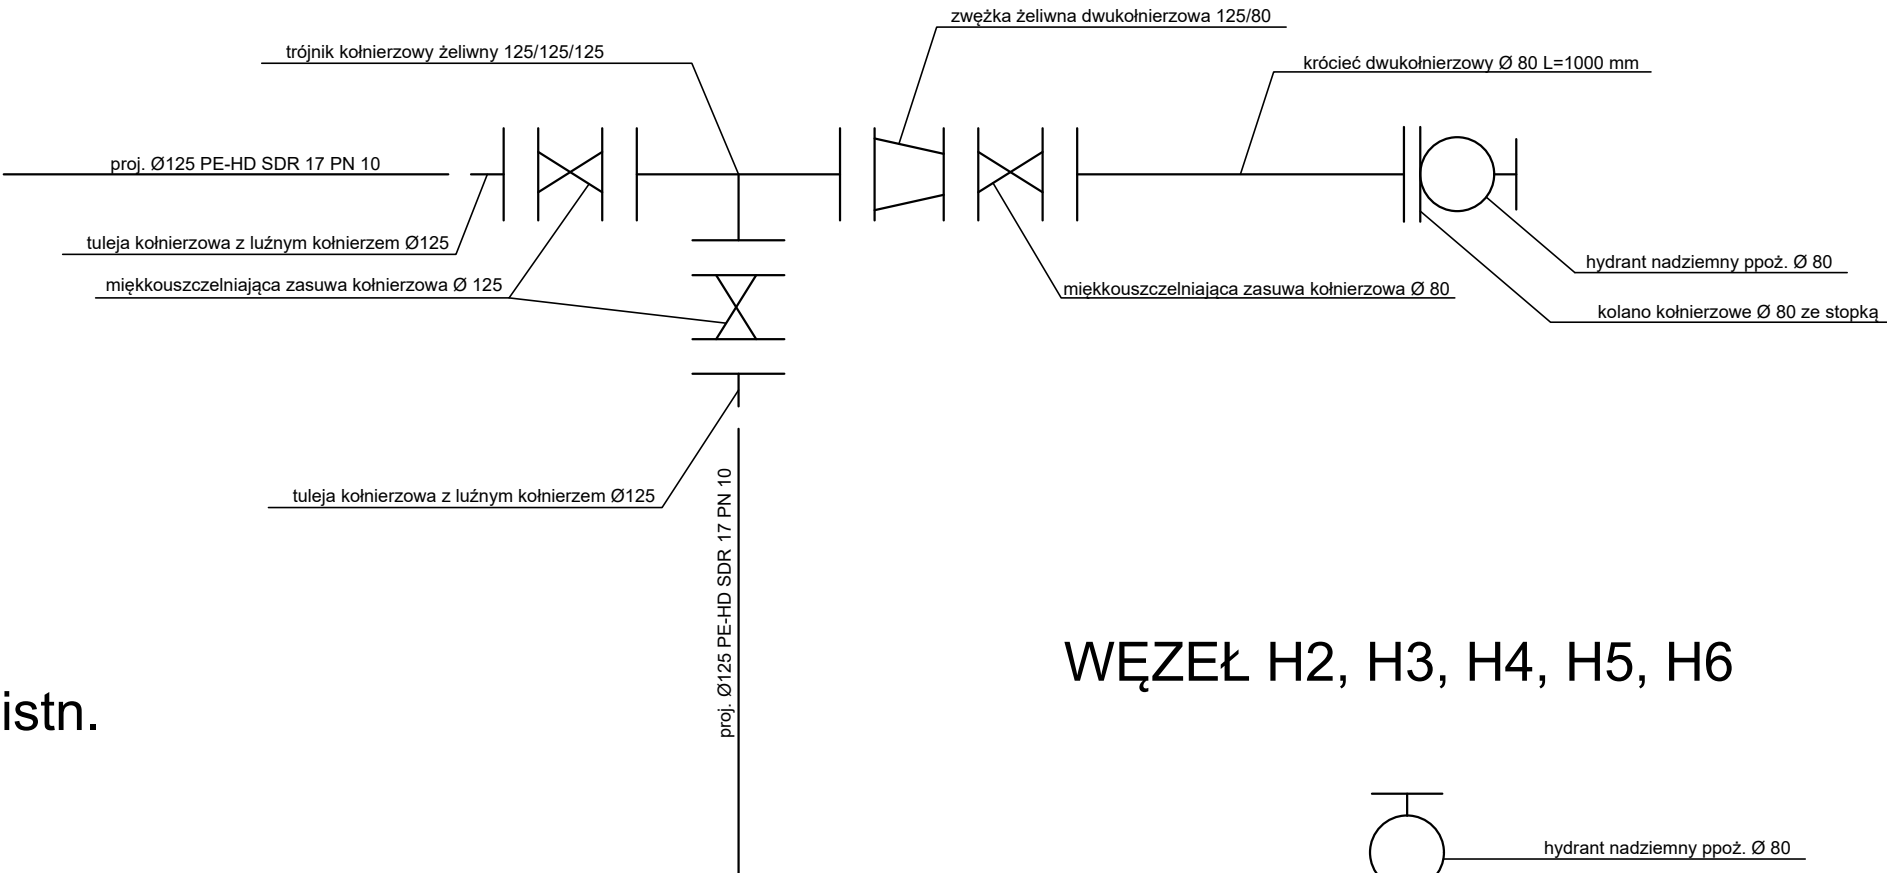 zwężka żeliwna dwukołnierzowa 125/80
trójnik kołnierzowy żeliwny 125/125/125
króciec dwukołnierzowy Ø 80 L=1000 mm
proj. Ø125 PE-HD SDR 17 PN 10
tuleja kołnierzowa z luźnym kołnierzem Ø125
hydrant nadziemny ppoż. Ø 80
miękkouszczelniająca zasuwa kołnierzowa Ø 125
miękkouszczelniająca zasuwa kołnierzowa Ø 80
kolano kołnierzowe Ø 80 ze stopką
tuleja kołnierzowa z luźnym kołnierzem Ø125
proj. Ø125 PE-HD SDR 17 PN 10
WĘZEŁ H2, H3, H4, H5, H6
istn.
hydrant nadziemny ppoż. Ø 80